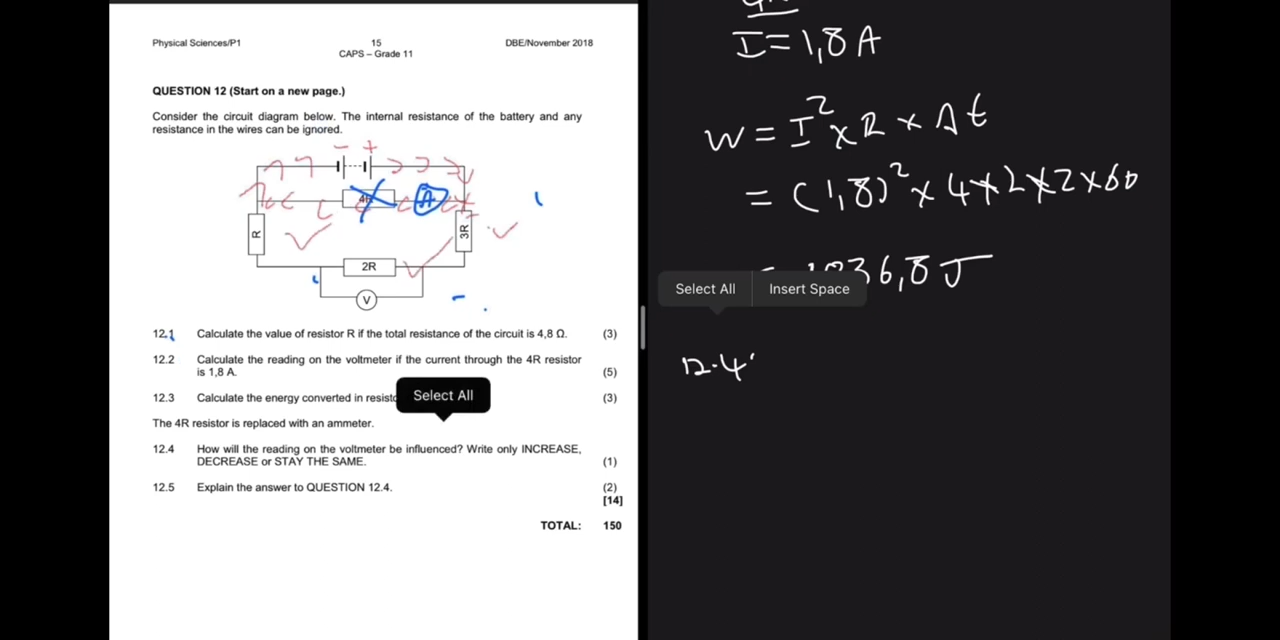 Physical Sciences/P1 15 DBE/November 2018
CAPS – Grade 11
QUESTION 12 (Start on a new page.)
Consider the circuit diagram below. The internal resistance of the battery and any
resistance in the wires can be ignored.
- +
4R A
R 3R
2R
V
12.1 Calculate the value of resistor R if the total resistance of the circuit is 4,8 Ω. (3)
12.2 Calculate the reading on the voltmeter if the current through the 4R resistor
is 1,8 A. (5)
12.3 Calculate the energy converted in (3)
Select All
The 4R resistor is replaced with an ammeter.
12.4 How will the reading on the voltmeter be influenced? Write only INCREASE,
DECREASE or STAY THE SAME. (1)
12.5 Explain the answer to QUESTION 12.4. (2)
[14]
TOTAL: 150
I = 1,8 A
W = I² × R × Δt
= (1,8)² × 4 × 2 × 2 × 60
36,8 J
Select All Insert Space
12.4